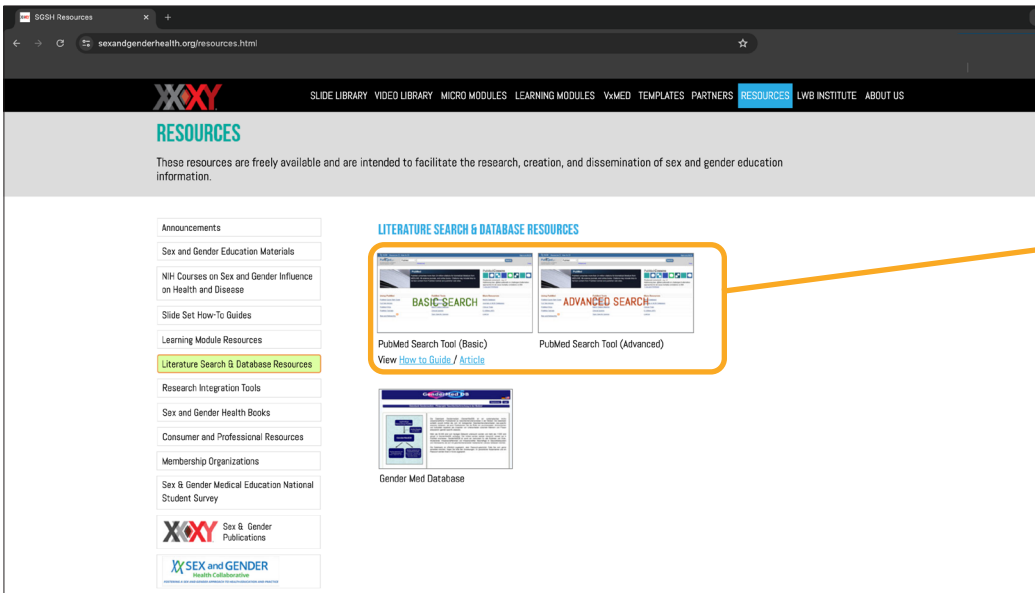 SGSH Resources
sexandgenderhealth.org/resources.html
XXXY
SLIDE LIBRARY VIDEO LIBRARY MICRO MODULES LEARNING MODULES VxMED TEMPLATES PARTNERS RESOURCES LWB INSTITUTE ABOUT US
RESOURCES
These resources are freely available and are intended to facilitate the research, creation, and dissemination of sex and gender education
information.
Announcements
Sex and Gender Education Materials
NIH Courses on Sex and Gender Influence
on Health and Disease
Slide Set How-To Guides
Learning Module Resources
Literature Search & Database Resources
Research Integration Tools
Sex and Gender Health Books
Consumer and Professional Resources
Membership Organizations
Sex & Gender Medical Education National
Student Survey
XXXY Sex & Gender
Publications
SEX and GENDER
Health Collaborative
LITERATURE SEARCH & DATABASE RESOURCES
BASIC SEARCH
ADVANCED SEARCH
PubMed Search Tool (Basic)
PubMed Search Tool (Advanced)
View How to Guide / Article
GenderMed DB
Gender Med Database